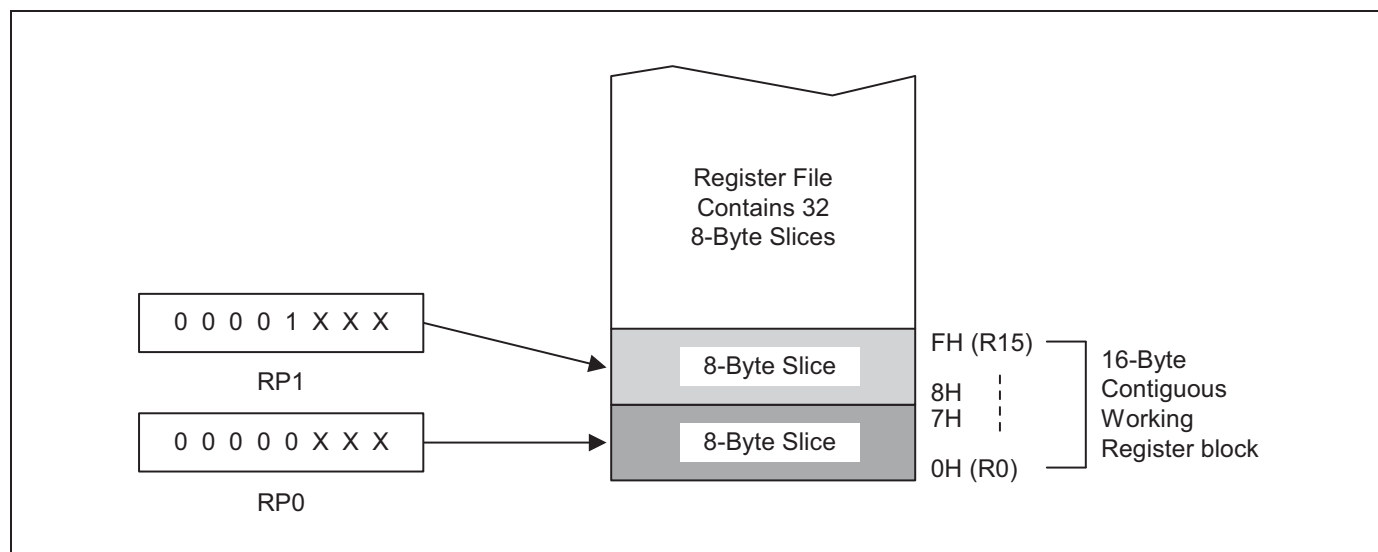 Register File
Contains 32
8-Byte Slices
0 0 0 0 1 X X X
RP1
0 0 0 0 0 X X X
RP0
8-Byte Slice
8-Byte Slice
FH (R15)
8H
7H
0H (R0)
16-Byte
Contiguous
Working
Register block